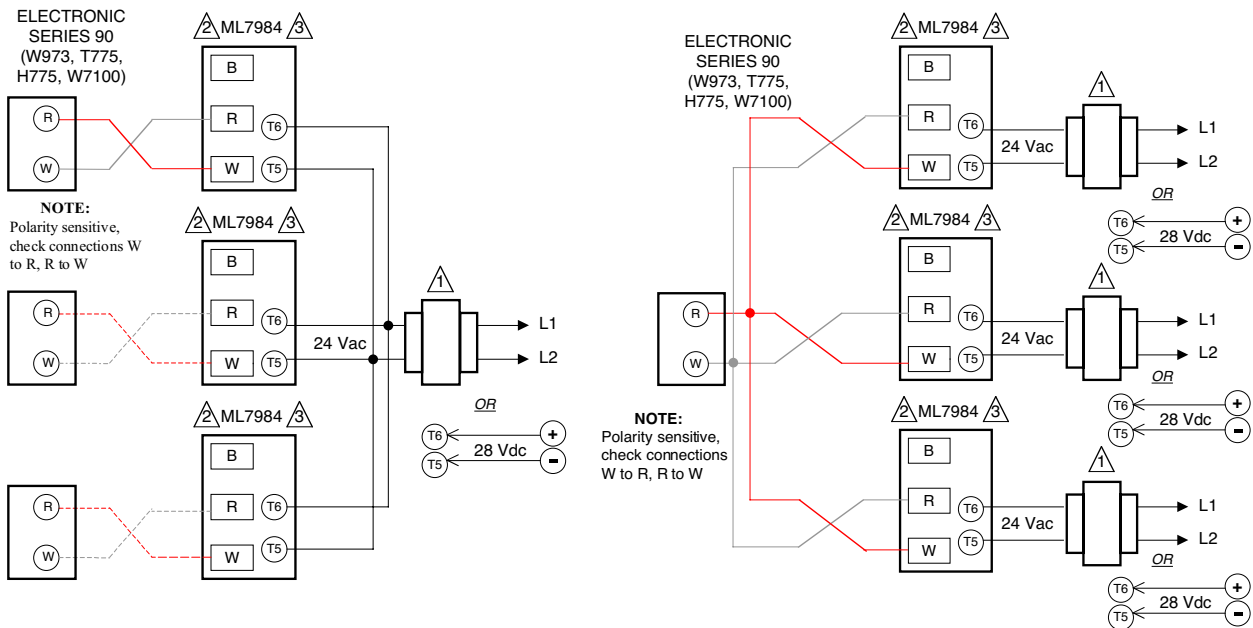 ELECTRONIC
SERIES 90
(W973, T775,
H775, W7100)
2 ML7984 3
B
R
R
T6
W
W
T5
NOTE:
Polarity sensitive,
check connections W
to R, R to W
2 ML7984 3
B
1
R
R
T6
L1
24 Vac
W
W
T5
L2
OR
2 ML7984 3
T6
+
28 Vdc
T5
−
B
R
R
T6
W
W
T5
ELECTRONIC
SERIES 90
(W973, T775,
H775, W7100)
2 ML7984 3
B
1
R
T6
L1
24 Vac
W
T5
L2
OR
T6
+
28 Vdc
T5
−
2 ML7984 3
B
1
R
R
T6
L1
24 Vac
W
W
T5
L2
OR
T6
+
28 Vdc
T5
−
NOTE:
Polarity sensitive,
check connections
W to R, R to W
2 ML7984 3
B
1
R
T6
L1
24 Vac
W
T5
L2
OR
T6
+
28 Vdc
T5
−